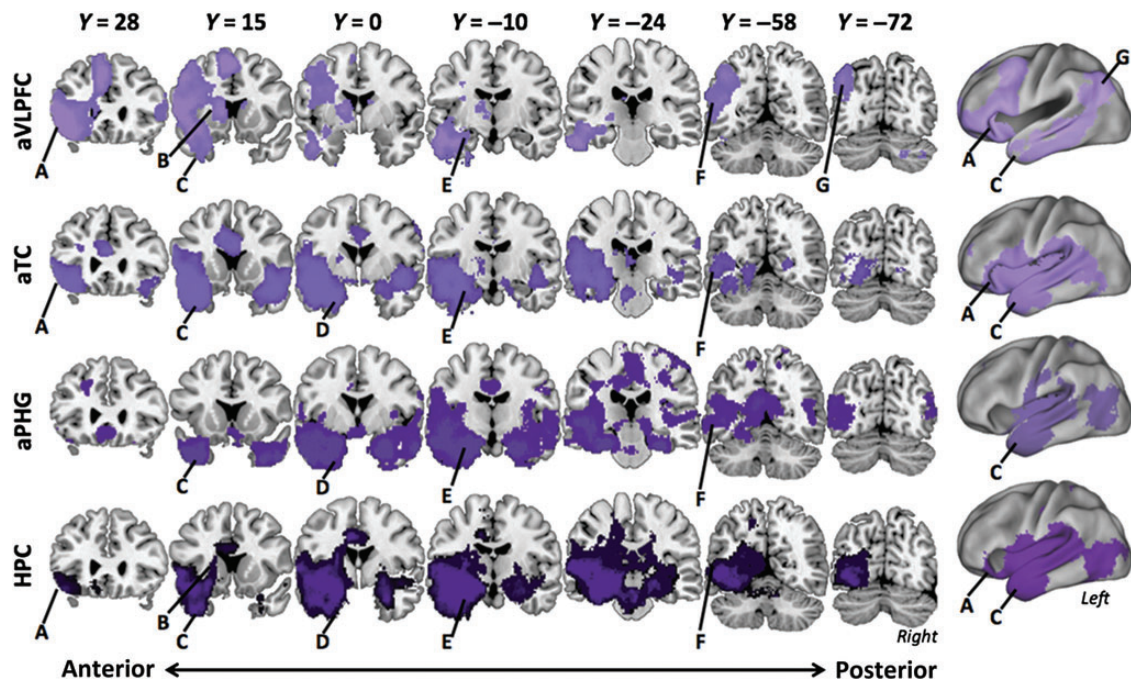 Y = 28 Y = 15 Y = 0 Y = −10 Y = −24 Y = −58 Y = −72
aVLPFC
G
A B C E F G A C
aTC
A C D E F A C
aPHG
C D E F C
HPC
A B C D E F A C
Left
Right
Anterior Posterior